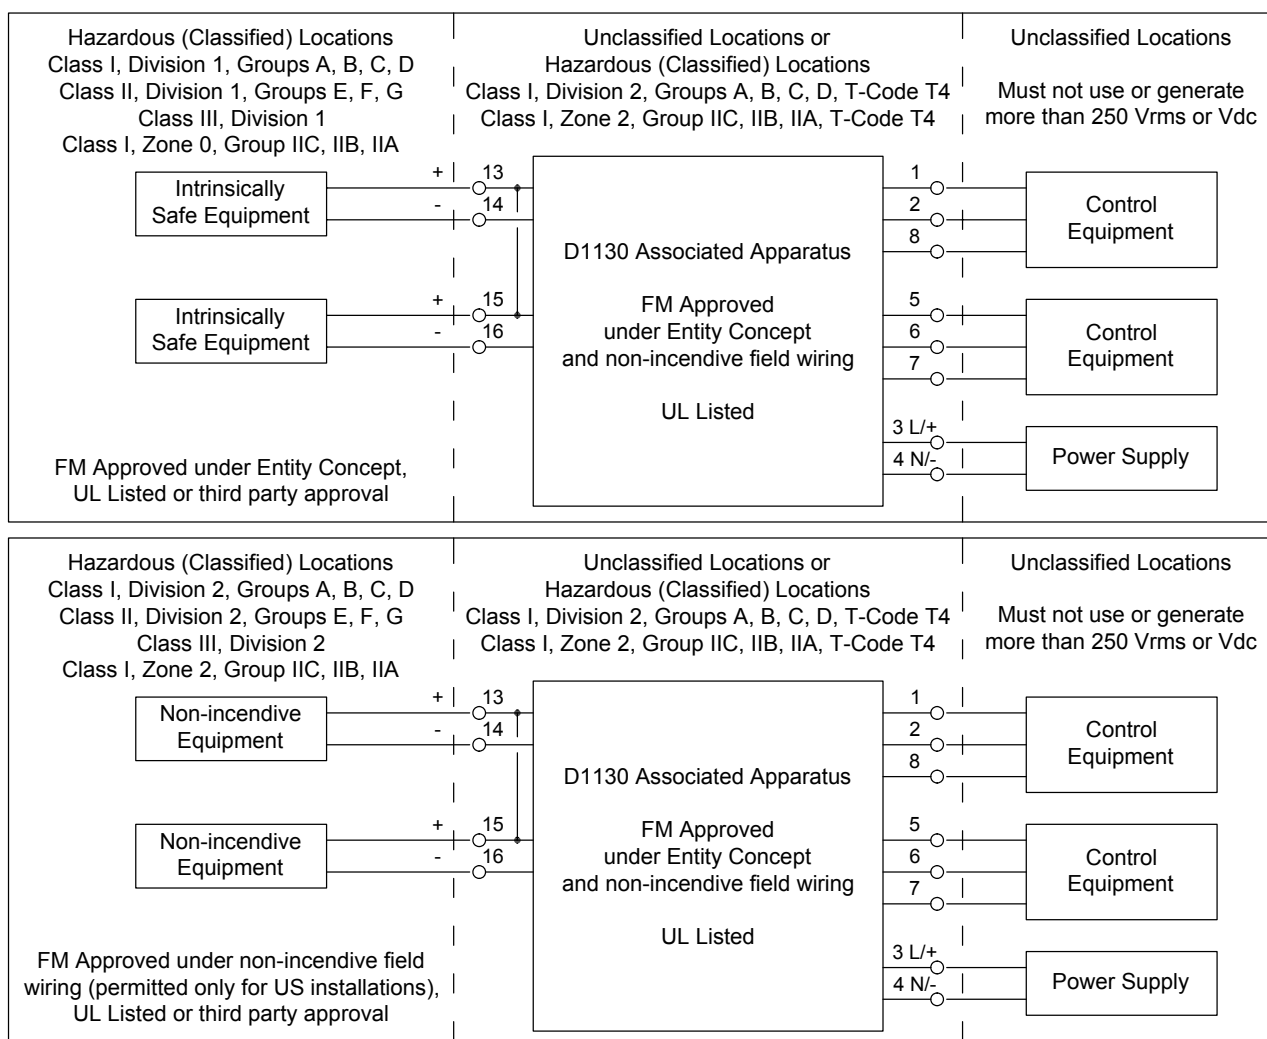 Hazardous (Classified) Locations
Class I, Division 1, Groups A, B, C, D
Class II, Division 1, Groups E, F, G
Class III, Division 1
Class I, Zone 0, Group IIC, IIB, IIA
Unclassified Locations or
Hazardous (Classified) Locations
Class I, Division 2, Groups A, B, C, D, T-Code T4
Class I, Zone 2, Group IIC, IIB, IIA, T-Code T4
Unclassified Locations
Must not use or generate
more than 250 Vrms or Vdc
Intrinsically
Safe Equipment
+
-
13
14
Intrinsically
Safe Equipment
+
-
15
16
FM Approved under Entity Concept,
UL Listed or third party approval
D1130 Associated Apparatus
FM Approved
under Entity Concept
and non-incendive field wiring
UL Listed
1
2
8
Control
Equipment
5
6
7
Control
Equipment
3 L/+
4 N/-
Power Supply
Hazardous (Classified) Locations
Class I, Division 2, Groups A, B, C, D
Class II, Division 2, Groups E, F, G
Class III, Division 2
Class I, Zone 2, Group IIC, IIB, IIA
Unclassified Locations or
Hazardous (Classified) Locations
Class I, Division 2, Groups A, B, C, D, T-Code T4
Class I, Zone 2, Group IIC, IIB, IIA, T-Code T4
Unclassified Locations
Must not use or generate
more than 250 Vrms or Vdc
Non-incendive
Equipment
+
-
13
14
Non-incendive
Equipment
+
-
15
16
FM Approved under non-incendive field
wiring (permitted only for US installations),
UL Listed or third party approval
D1130 Associated Apparatus
FM Approved
under Entity Concept
and non-incendive field wiring
UL Listed
1
2
8
Control
Equipment
5
6
7
Control
Equipment
3 L/+
4 N/-
Power Supply